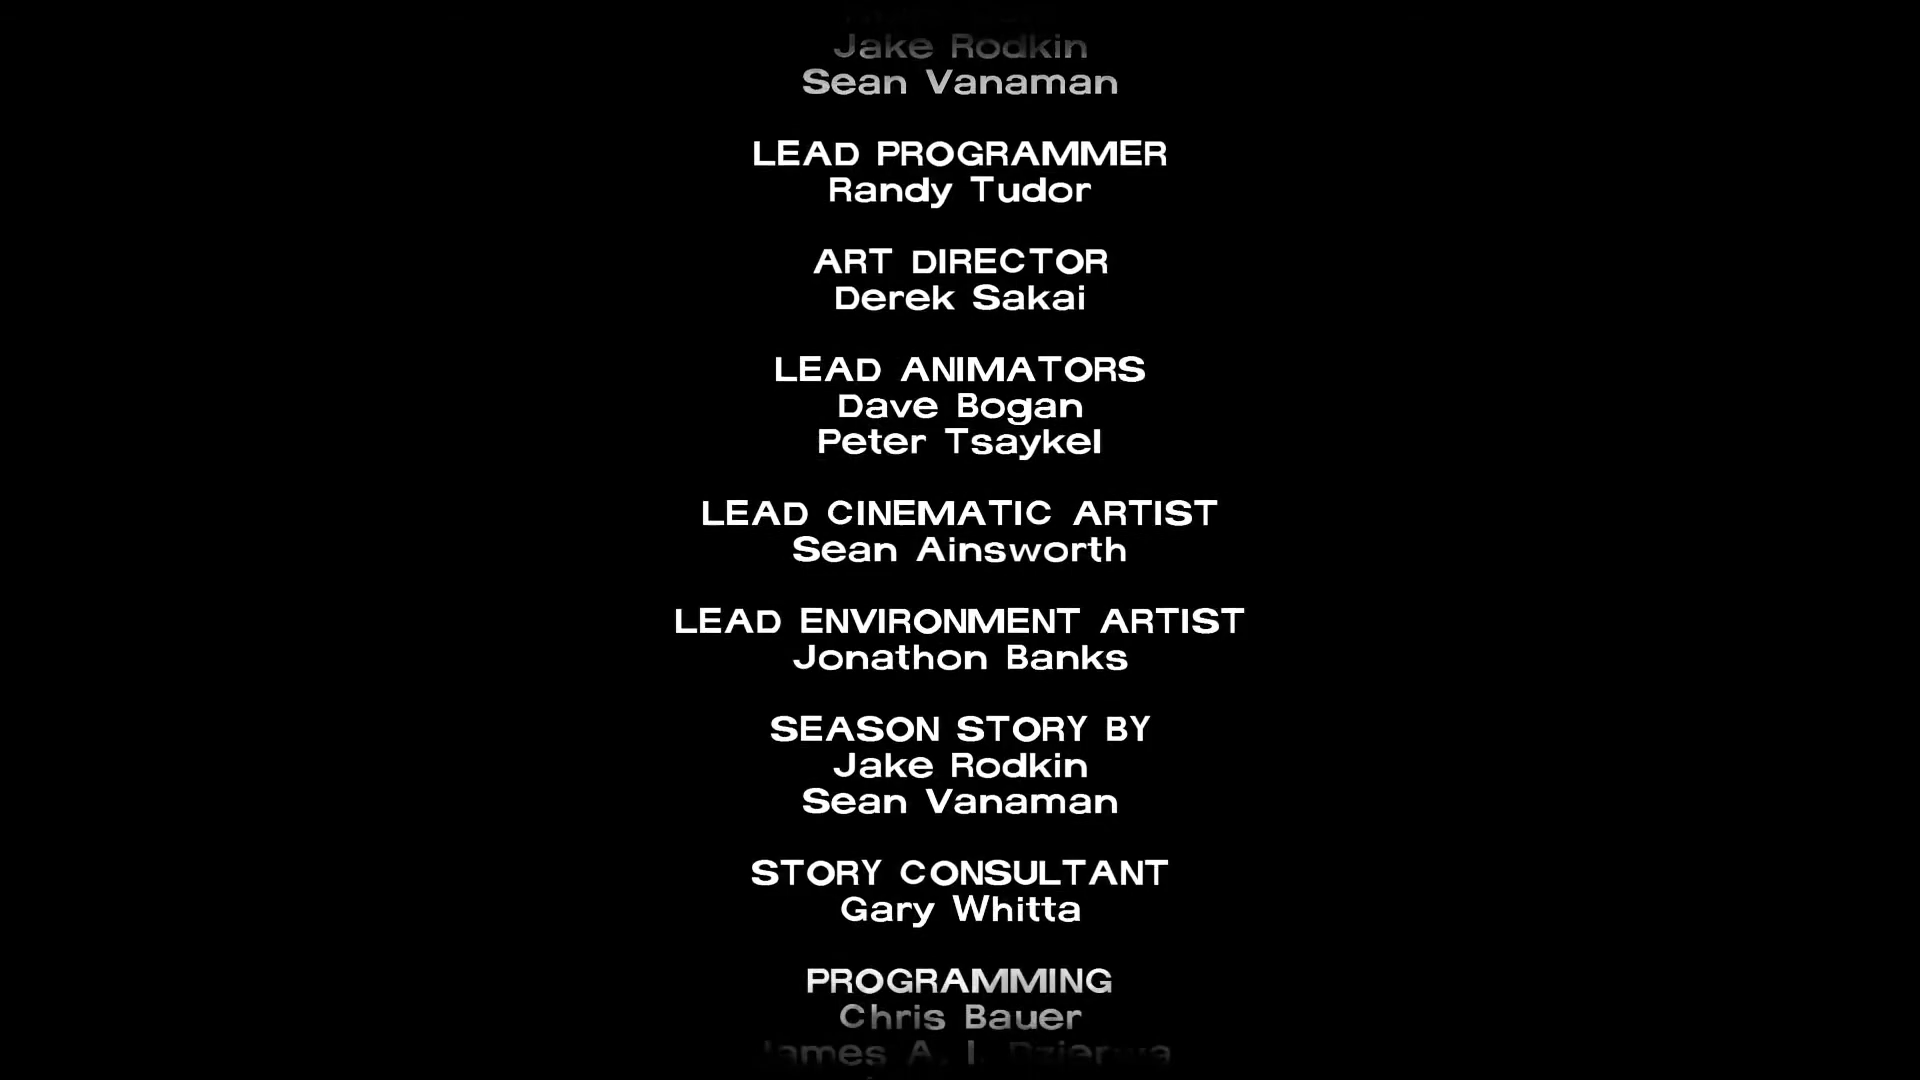 Jake Rodkin
Sean Vanaman
LEAD PROGRAMMER
Randy Tudor
ART DIRECTOR
Derek Sakai
LEAD ANIMATORS
Dave Bogan
Peter Tsaykel
LEAD CINEMATIC ARTIST
Sean Ainsworth
LEAD ENVIRONMENT ARTIST
Jonathon Banks
SEASON STORY BY
Jake Rodkin
Sean Vanaman
STORY CONSULTANT
Gary Whitta
PROGRAMMING
Chris Bauer
James A. I.